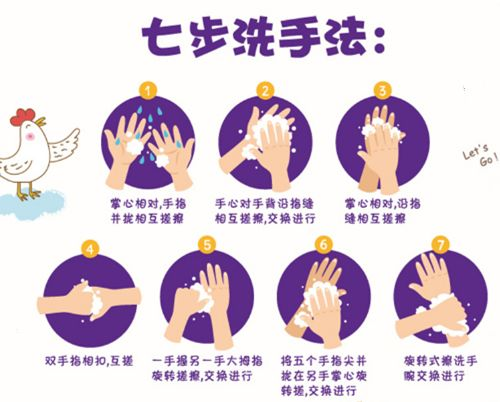 七步洗手法:
1
2
3
掌心相对,手指
并拢相互搓擦
手心对手背沿指缝
相互搓擦,交换进行
掌心相对,沿指
缝相互搓擦
Let's
Go!
4
5
6
7
双手指相扣,互搓
一手握另一手大拇指
旋转搓擦,交换进行
将五个手指尖并
拢在另手掌心旋
转搓,交换进行
旋转式擦洗手
腕交换进行